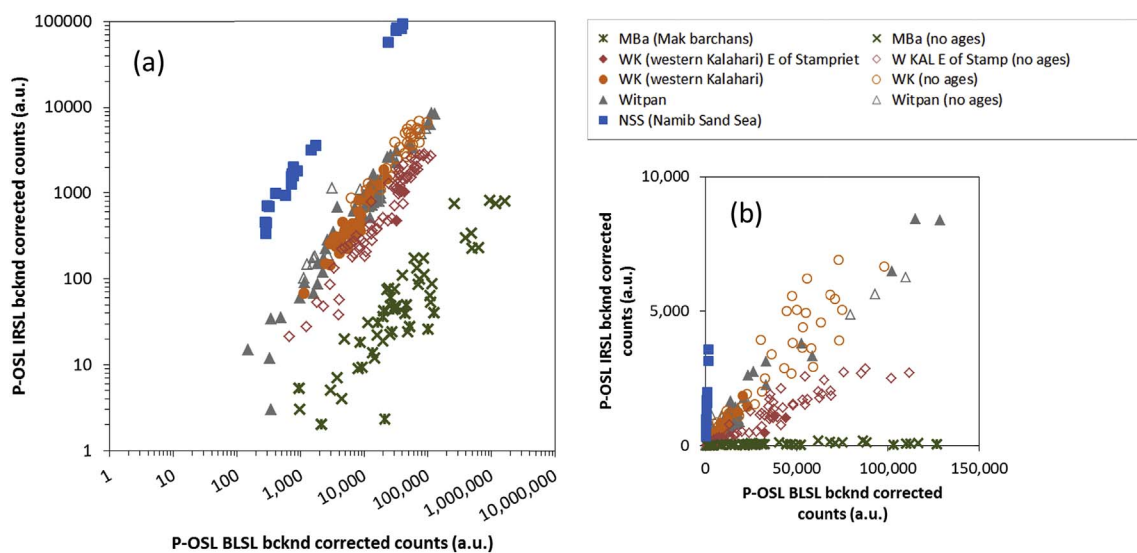 (a)
100000
10000
1000
100
10
1
P-OSL IRSL bcknd corrected counts (a.u.)
1
10
100
1,000
10,000
100,000
1,000,000
10,000,000
P-OSL BLSL bcknd corrected counts (a.u.)
MBa (Mak barchans)
MBa (no ages)
WK (western Kalahari) E of Stampriet
W KAL E of Stamp (no ages)
WK (western Kalahari)
WK (no ages)
Witpan
Witpan (no ages)
NSS (Namib Sand Sea)
(b)
10,000
5,000
0
P-OSL IRSL bcknd corrected
counts (a.u.)
0
50,000
100,000
150,000
P-OSL BLSL bcknd corrected
counts (a.u.)